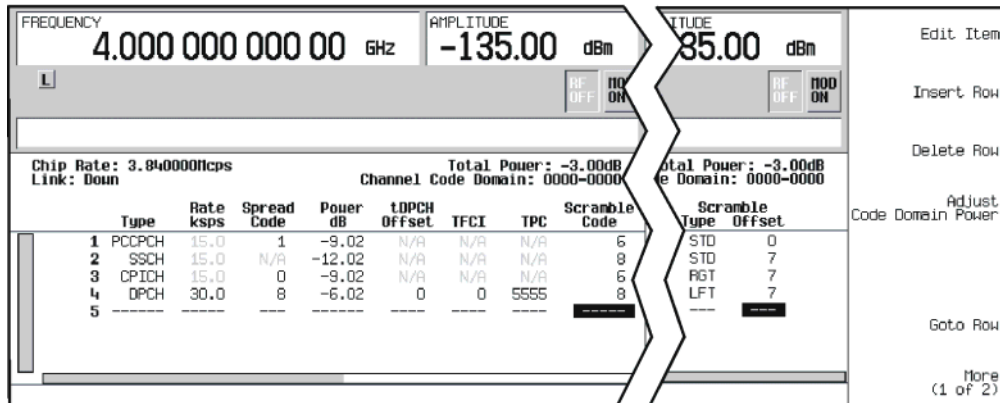 FREQUENCY AMPLITUDE ITUDE
4.000 000 000 00 GHz -135.00 dBm 35.00 dBm
Edit Item
L RF OFF MO ON RF OFF MOD ON
Insert Row
Delete Row
Chip Rate: 3.840000Mcps Total Power: -3.00dB otal Power: -3.00dB
Link: Down Channel Code Domain: 0000-0000 e Domain: 0000-0000
Adjust
Code Domain Power
Type Rate ksps Spread Code Power dB tDPCH Offset TFCI TPC Scramble Code Scramble Type Offset
1 PCCPCH 15.0 1 -9.02 N/A N/A N/A 6 STD 0
2 SSCH 15.0 N/A -12.02 N/A N/A N/A 8 STD 7
3 CPICH 15.0 0 -9.02 N/A N/A N/A 6 RGT 7
4 DPCH 30.0 8 -6.02 0 0 5555 8 LFT 7
5 ------ ----- --- ------ ---- ---- ---- ----- --- ---
Goto Row
More
(1 of 2)